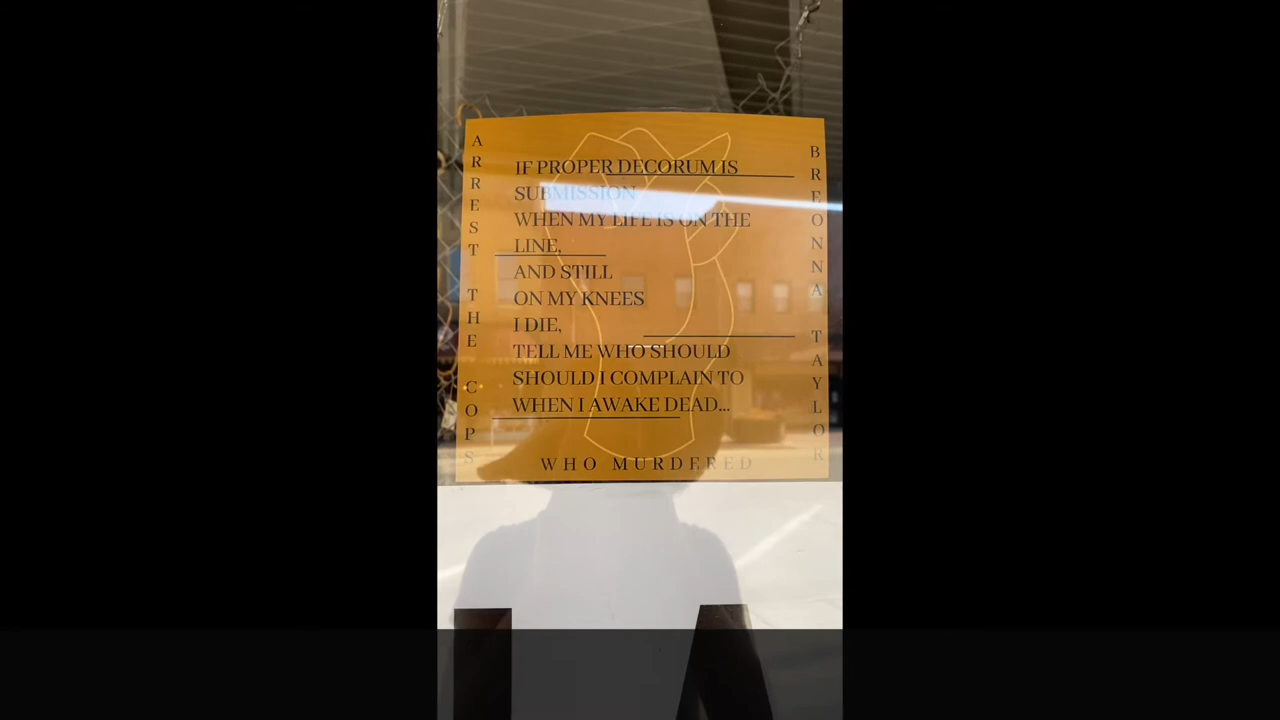 ARREST THE COPS
IF PROPER DECORUM IS
SUBMISSION
WHEN MY LIFE IS ON THE
LINE,
AND STILL
ON MY KNEES
I DIE,
TELL ME WHO SHOULD
SHOULD I COMPLAIN TO
WHEN I AWAKE DEAD...
WHO MURDERED
BREONNA TAYLOR